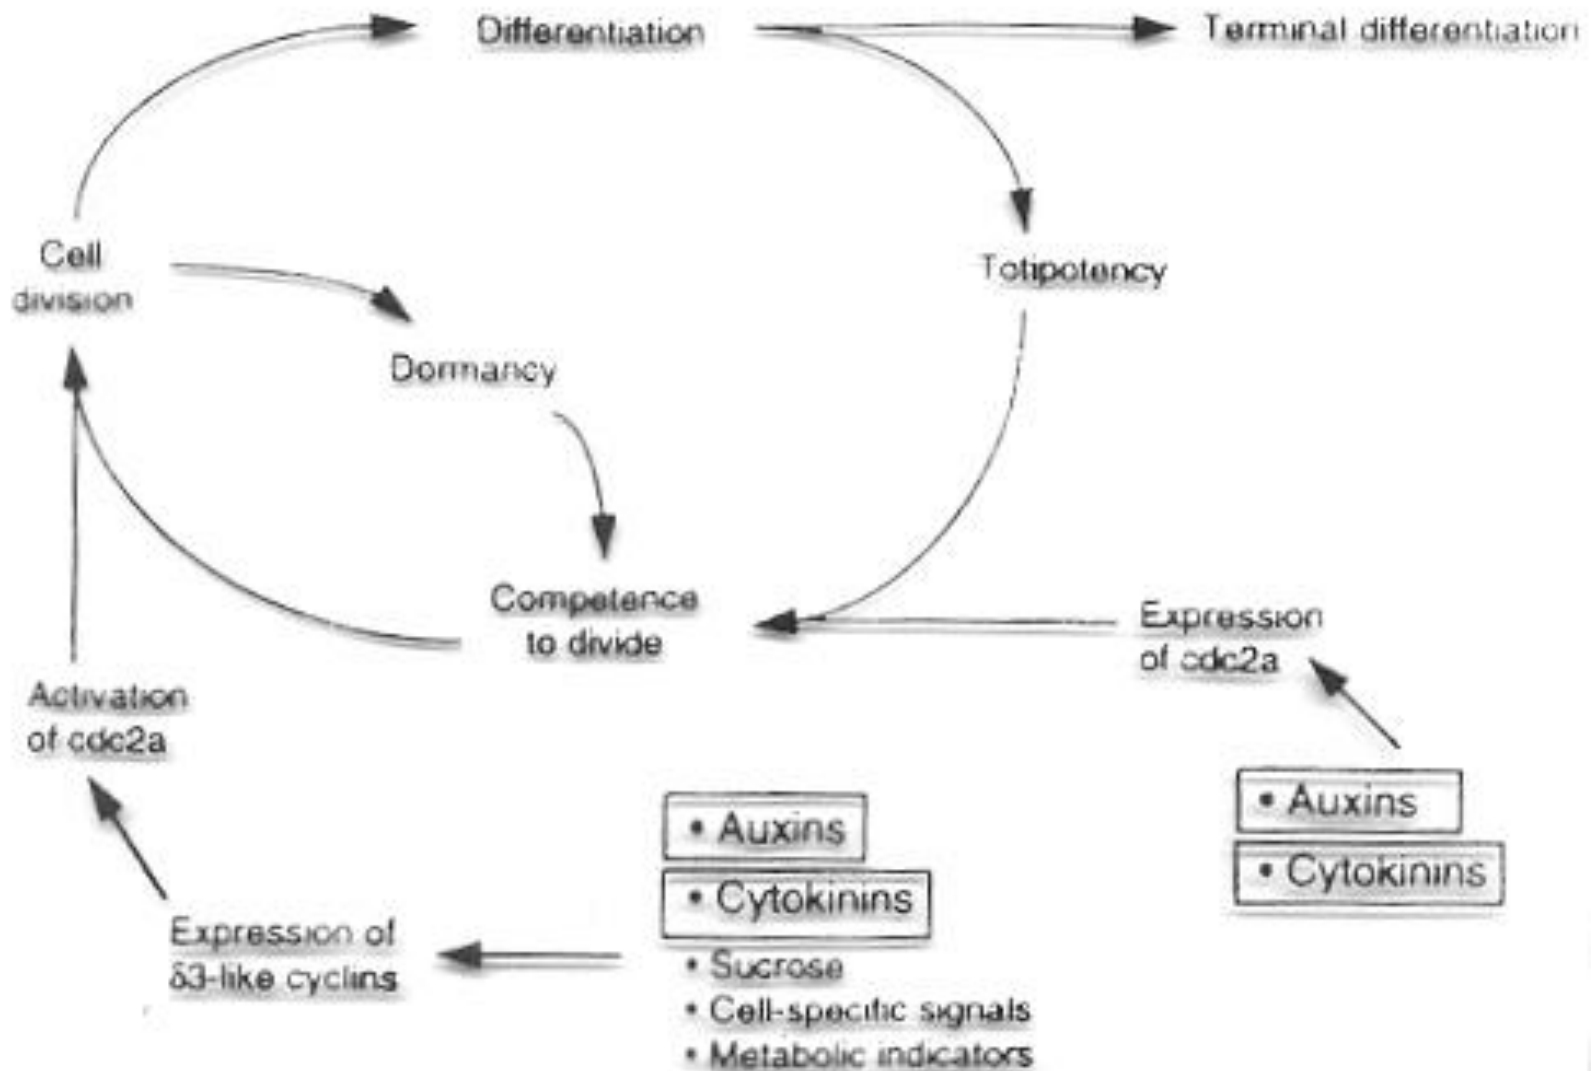 Differentiation
Terminal differentiation
Cell
division
Totipotency
Dormancy
Competence
to divide
Expression
of cdc2a
Activation
of cdc2a
• Auxins
• Cytokinins
• Auxins
• Cytokinins
• Sucrose
• Cell-specific signals
• Metabolic indicators
Expression of
δ3-like cyclins